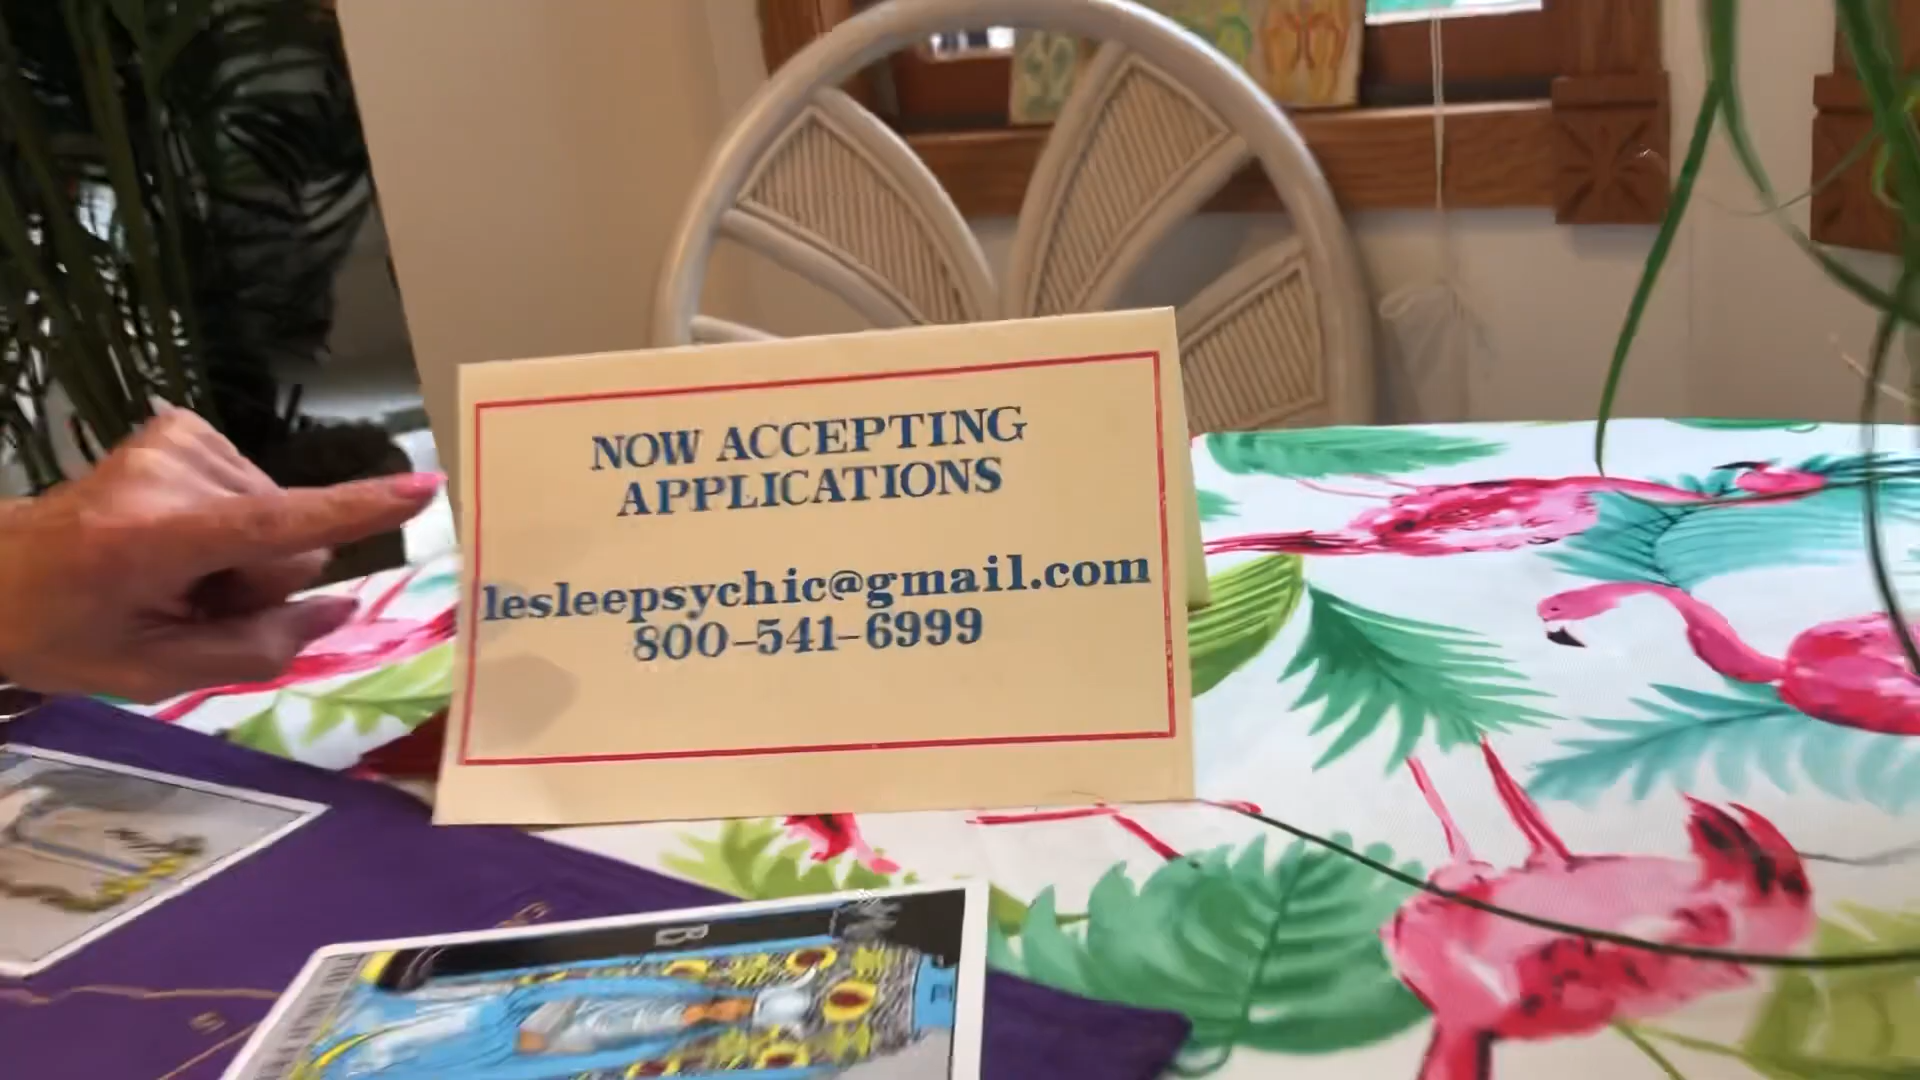 NOW ACCEPTING
APPLICATIONS
lesleepsychic@gmail.com
800-541-6999
B